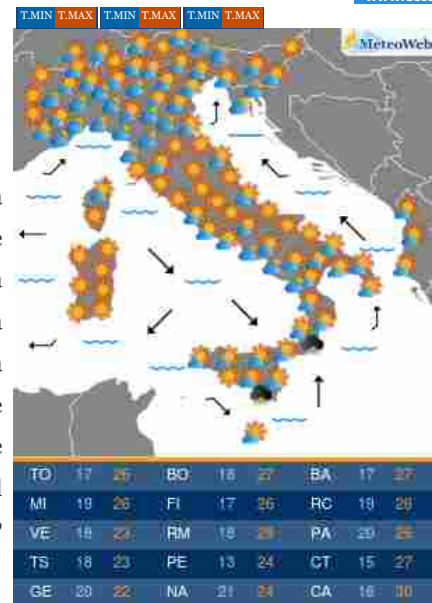 T.MIN T.MAX T.MIN T.MAX T.MIN T.MAX
MeteoWeb
TO 17 26 BO 18 27 BA 17 27
MI 19 26 FI 17 26 RC 19 26
VE 18 23 RM 18 PA 20
TS 18 23 PE 13 24 CT 15 27
GE 20 22 NA 21 24 CA 16 30